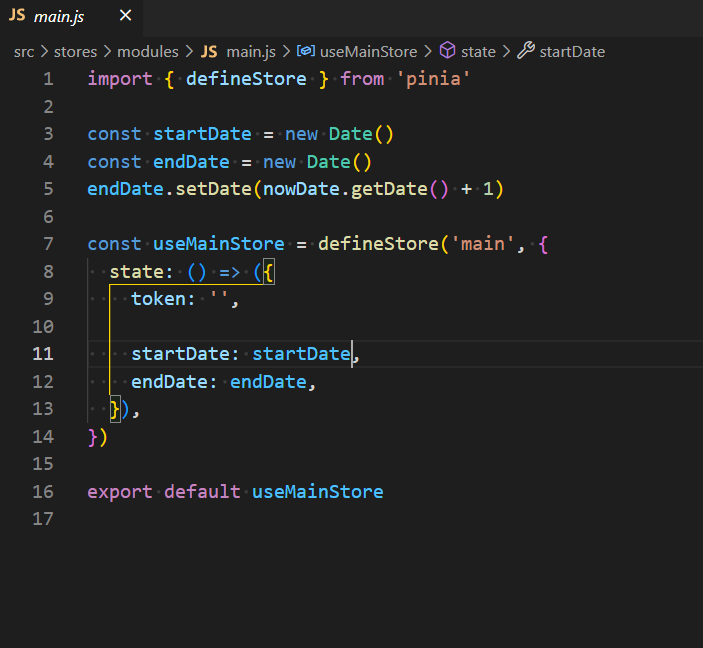 JS main.js ×
src > stores > modules > JS main.js > useMainStore > state > startDate
1 import { defineStore } from 'pinia'
2
3 const startDate = new Date()
4 const endDate = new Date()
5 endDate.setDate(nowDate.getDate() + 1)
6
7 const useMainStore = defineStore('main', {
8   state: () => ({
9     token: '',
10
11     startDate: startDate,
12     endDate: endDate,
13   }),
14 })
15
16 export default useMainStore
17